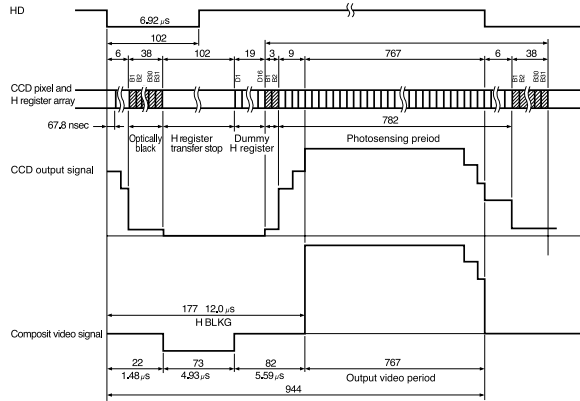 HD
6.92 μs
102
6 38 102 19 3 9 767 6 38
B1 B2 B30 B31 D1 D16 B1 B2 B1 B2 B30 B31
CCD pixel and
H register array
67.8 nsec
782
Optically
black
H register
transfer stop
Dummy
H register
Photosensing preiod
CCD output signal
177 12.0 μs
H BLKG
Composit video signal
22 73 82 767
1.48 μs 4.93 μs 5.59 μs Output video period
944